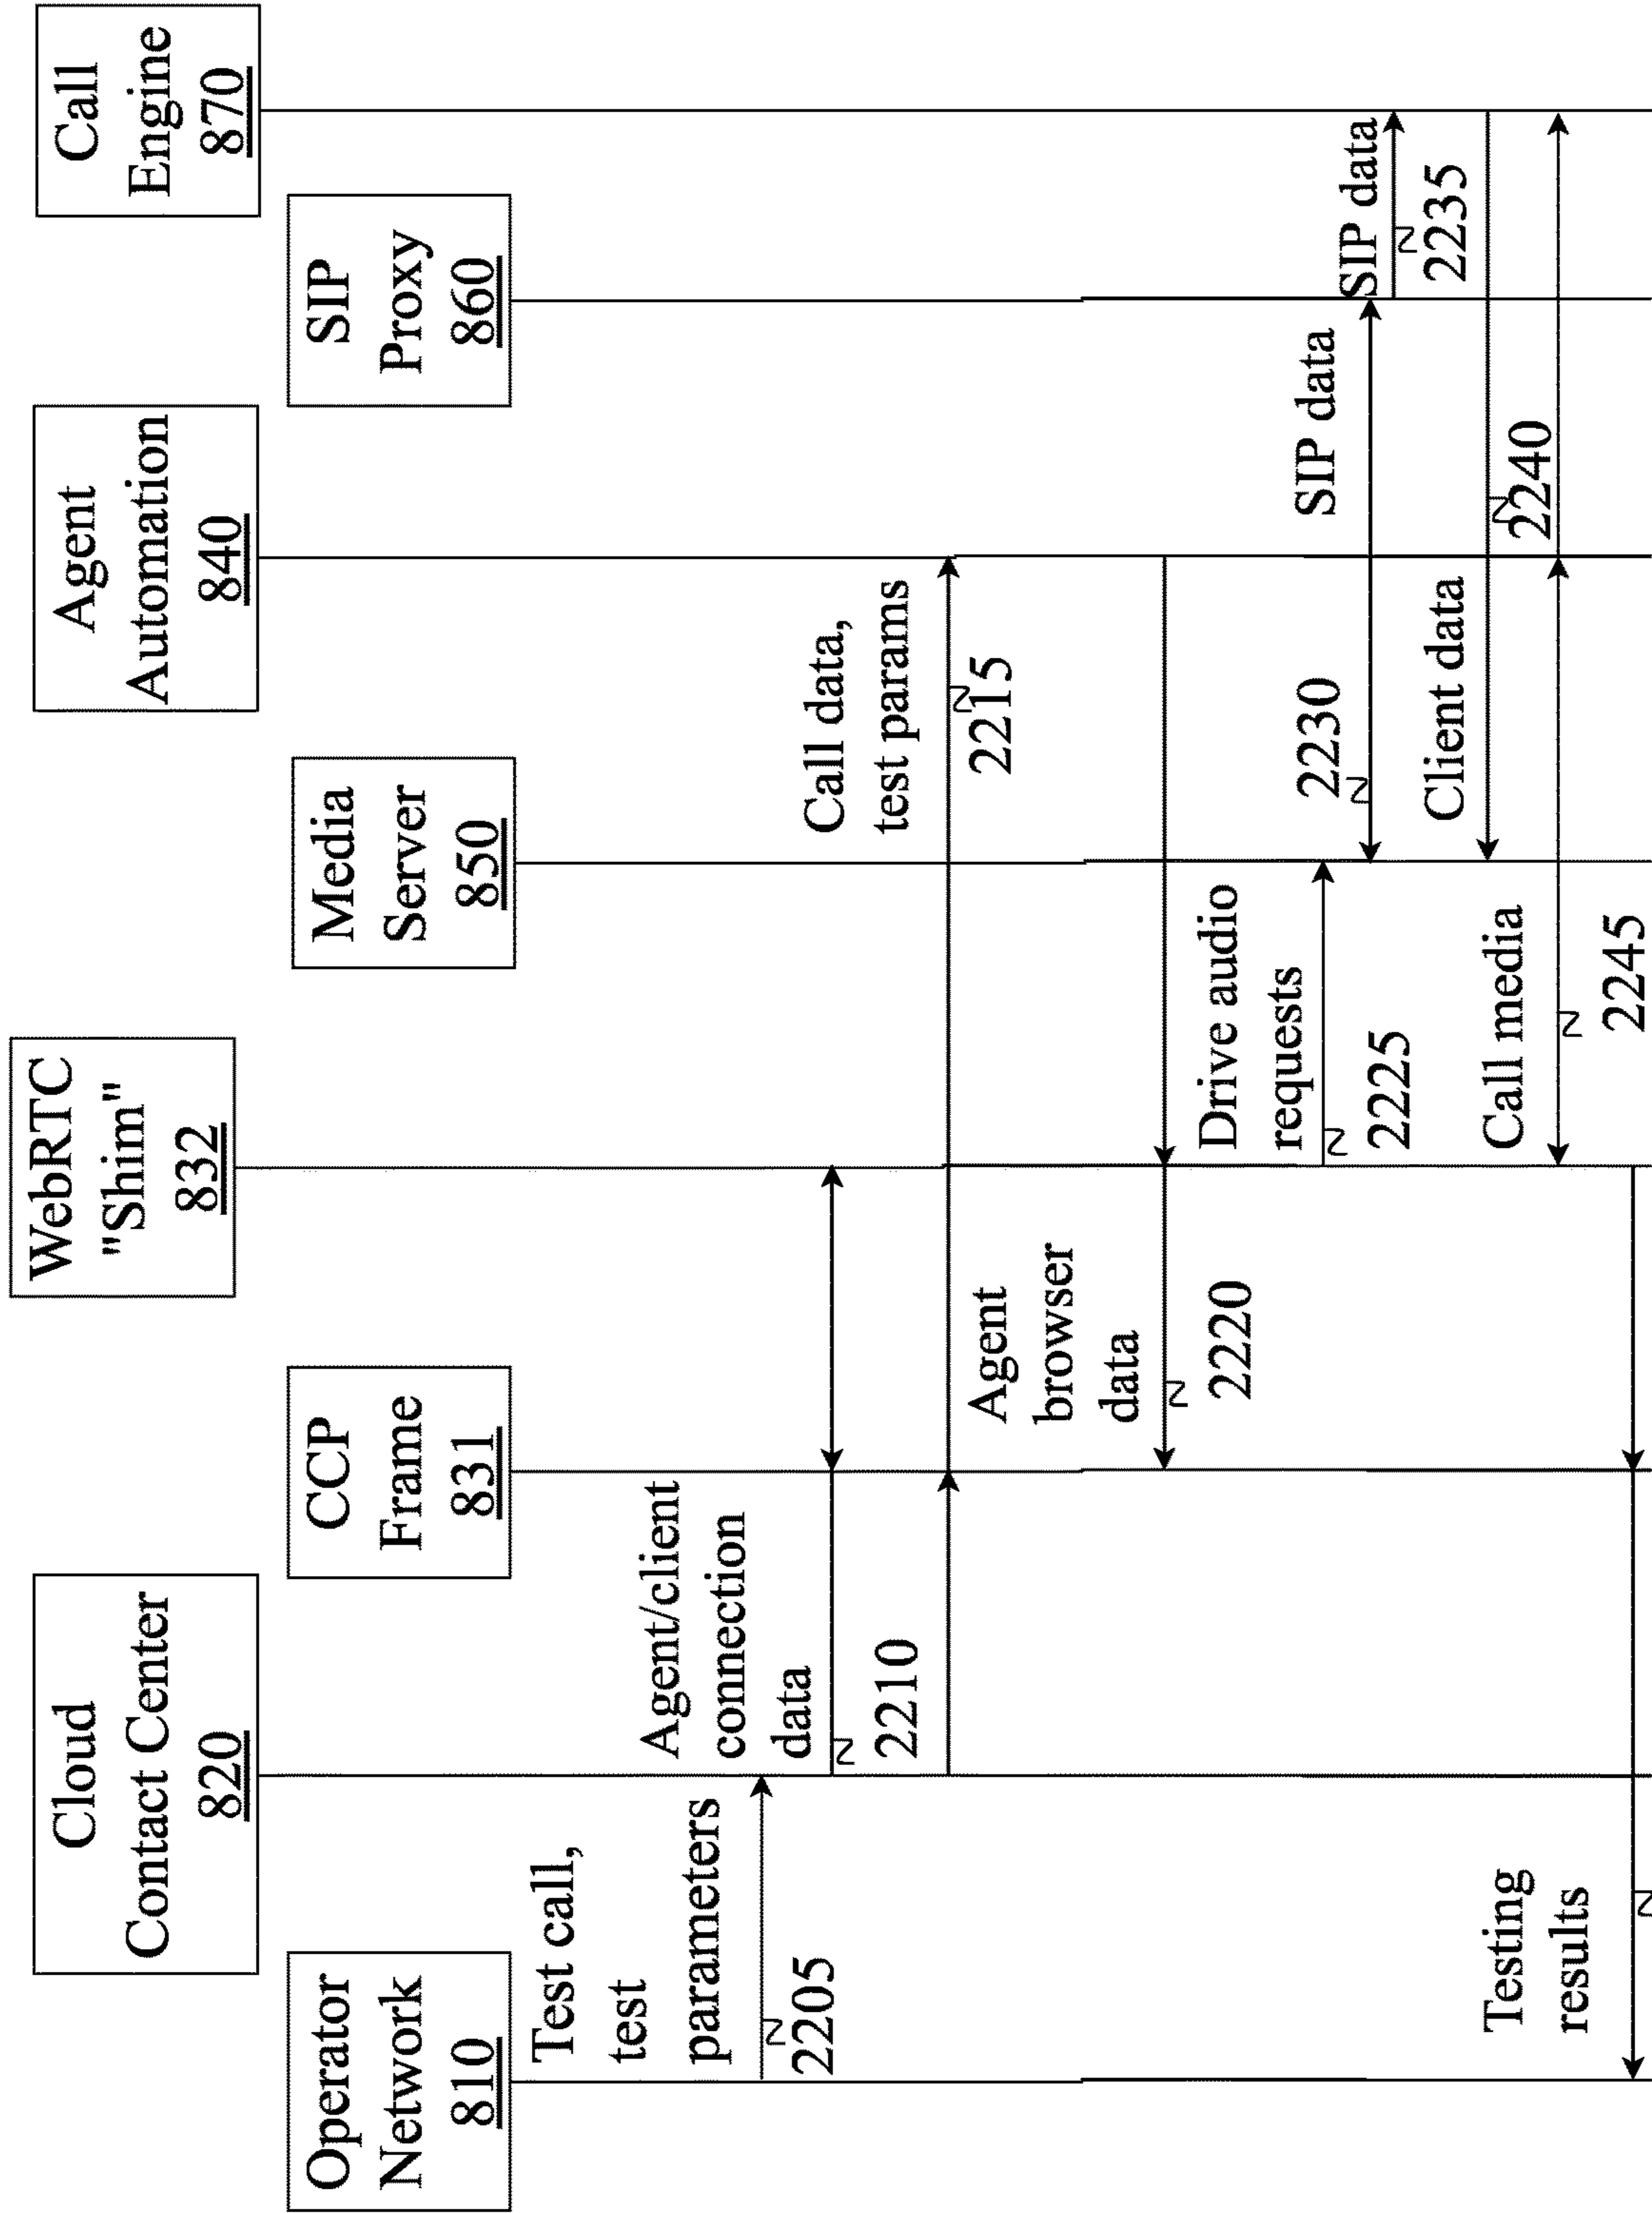 Operator
Network
810
Cloud
Contact Center
820
CCP
Frame
831
WebRTC
"Shim"
832
Media
Server
850
Agent
Automation
840
SIP
Proxy
860
Call
Engine
870
Test call,
test
parameters
2205
Agent/client
connection
data
2210
Call data,
test params
2215
Agent
browser
data
2220
Drive audio
requests
2225
SIP data
2230
SIP data
2235
Client data
2240
Call media
2245
Testing
results